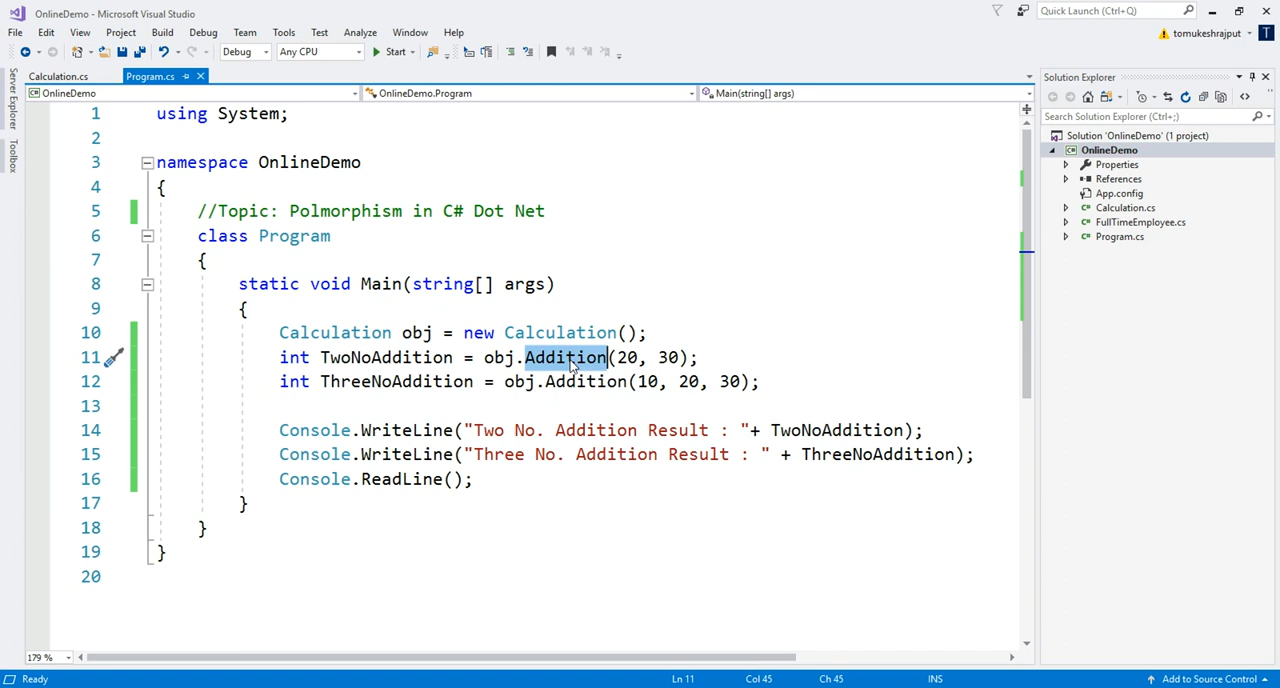 OnlineDemo - Microsoft Visual Studio
Quick Launch (Ctrl+Q)
File Edit View Project Build Debug Team Tools Test Analyze Window Help
tomukeshrajput T
Debug Any CPU Start
Server Explorer
Toolbox
Calculation.cs Program.cs
OnlineDemo OnlineDemo.Program Main(string[] args)
1 using System;
2
3 namespace OnlineDemo
4 {
5 //Topic: Polmorphism in C# Dot Net
6 class Program
7 {
8 static void Main(string[] args)
9 {
10 Calculation obj = new Calculation();
11 int TwoNoAddition = obj.Addition(20, 30);
12 int ThreeNoAddition = obj.Addition(10, 20, 30);
13
14 Console.WriteLine("Two No. Addition Result : "+ TwoNoAddition);
15 Console.WriteLine("Three No. Addition Result : " + ThreeNoAddition);
16 Console.ReadLine();
17 }
18 }
19 }
20
Solution Explorer
Search Solution Explorer (Ctrl+;)
Solution 'OnlineDemo' (1 project)
C# OnlineDemo
Properties
References
App.config
C# Calculation.cs
C# FullTimeEmployee.cs
C# Program.cs
179 %
Ready Ln 11 Col 45 Ch 45 INS Add to Source Control